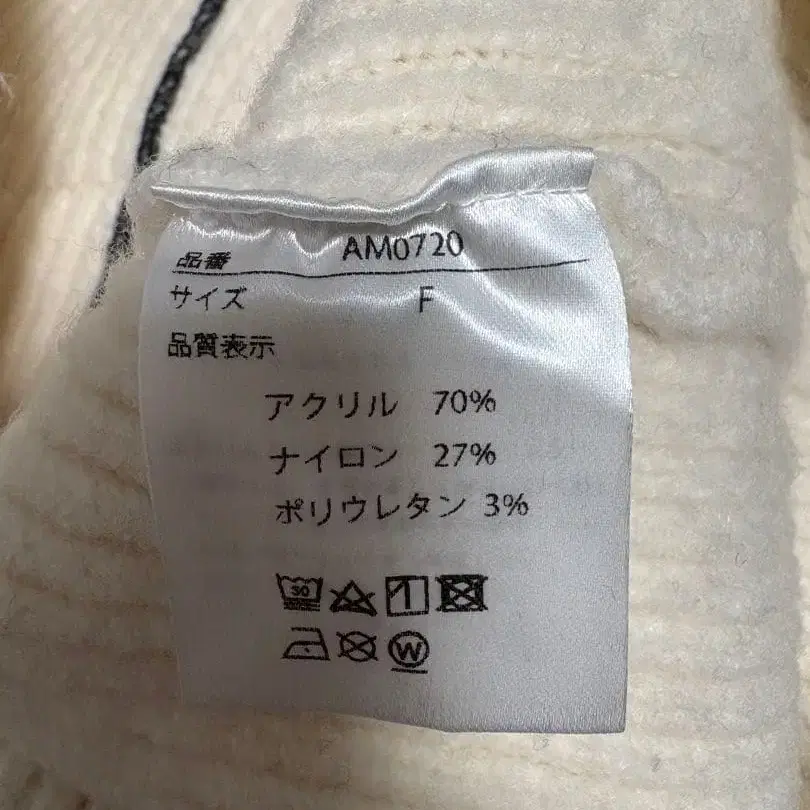 品番 AM0720
サイズ F
品質表示
アクリル 70%
ナイロン 27%
ポリウレタン 3%
30
W